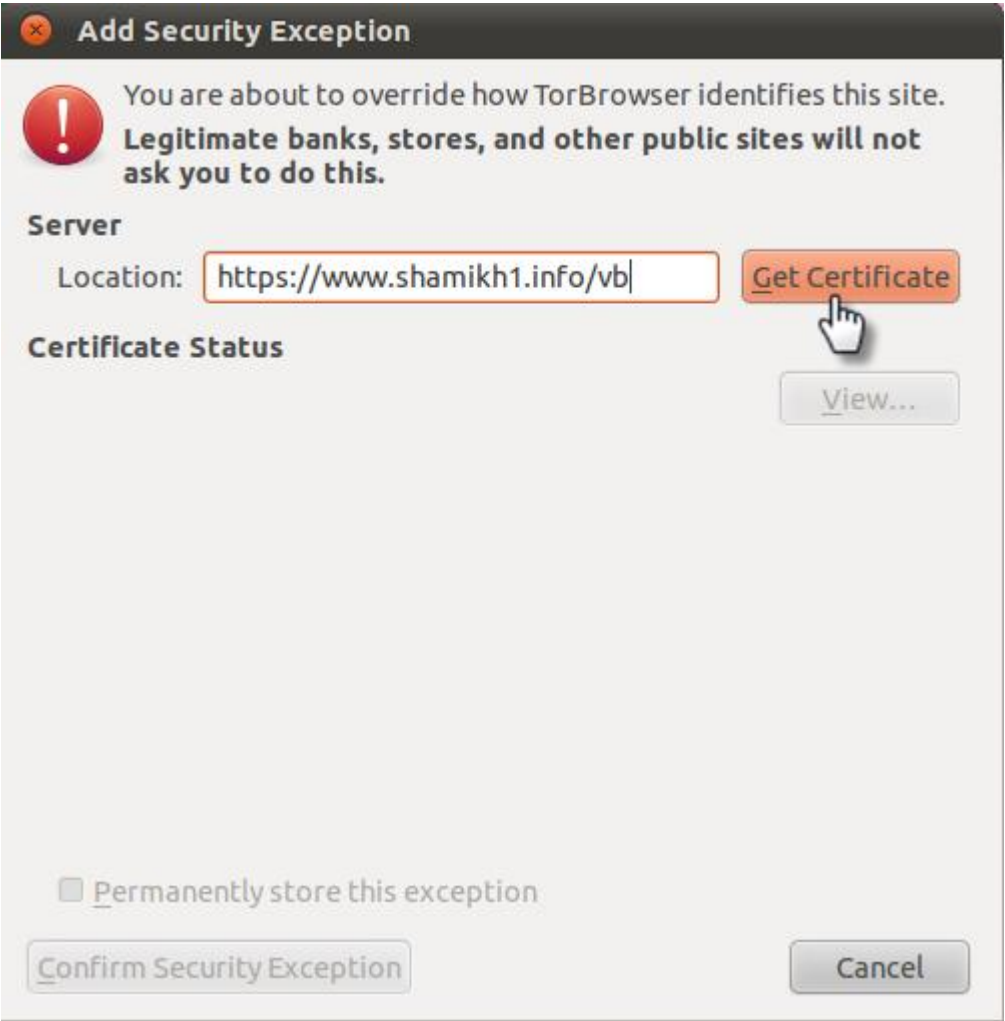 Add Security Exception
You are about to override how TorBrowser identifies this site.
Legitimate banks, stores, and other public sites will not
ask you to do this.
Server
Location: https://www.shamikh1.info/vb Get Certificate
Certificate Status
View...
Permanently store this exception
Confirm Security Exception Cancel